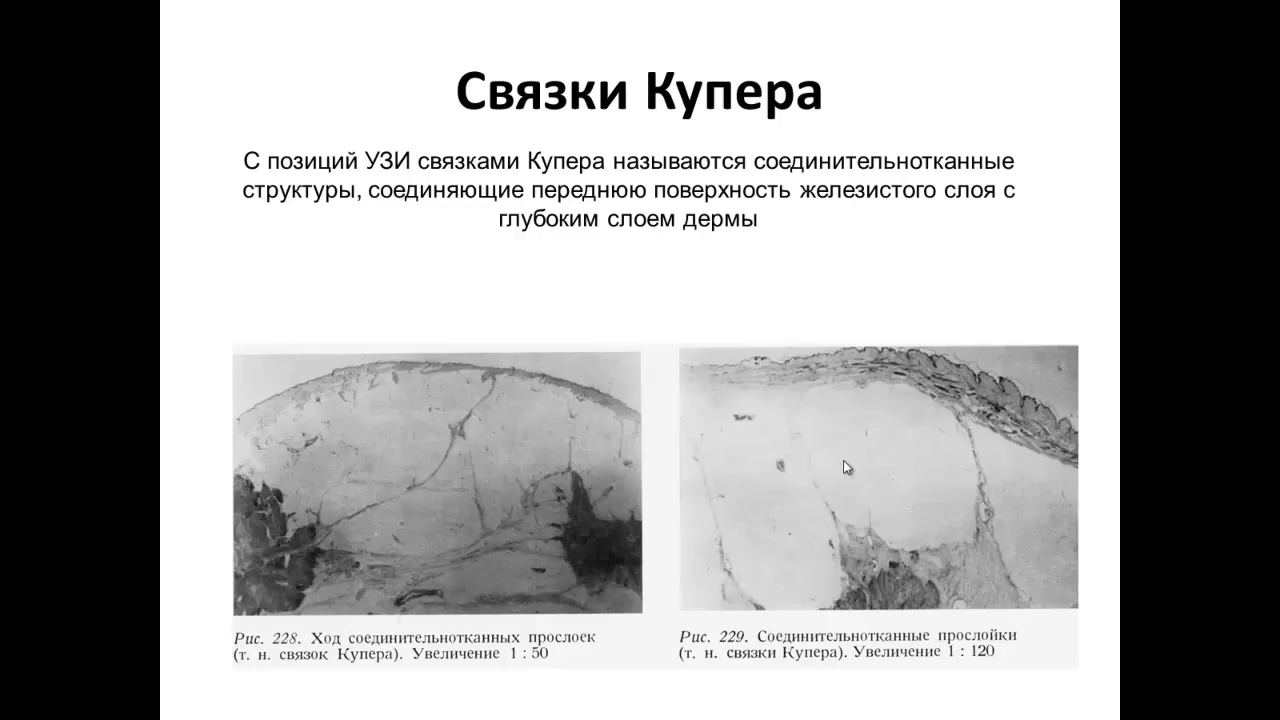 Связки Купера
С позиций УЗИ связками Купера называются соединительнотканные
структуры, соединяющие переднюю поверхность железистого слоя с
глубоким слоем дермы
Рис. 228. Ход соединительнотканных прослоек
(т. н. связок Купера). Увеличение 1 : 50
Рис. 229. Соединительнотканные прослойки
(т. н. связки Купера). Увеличение 1 : 120